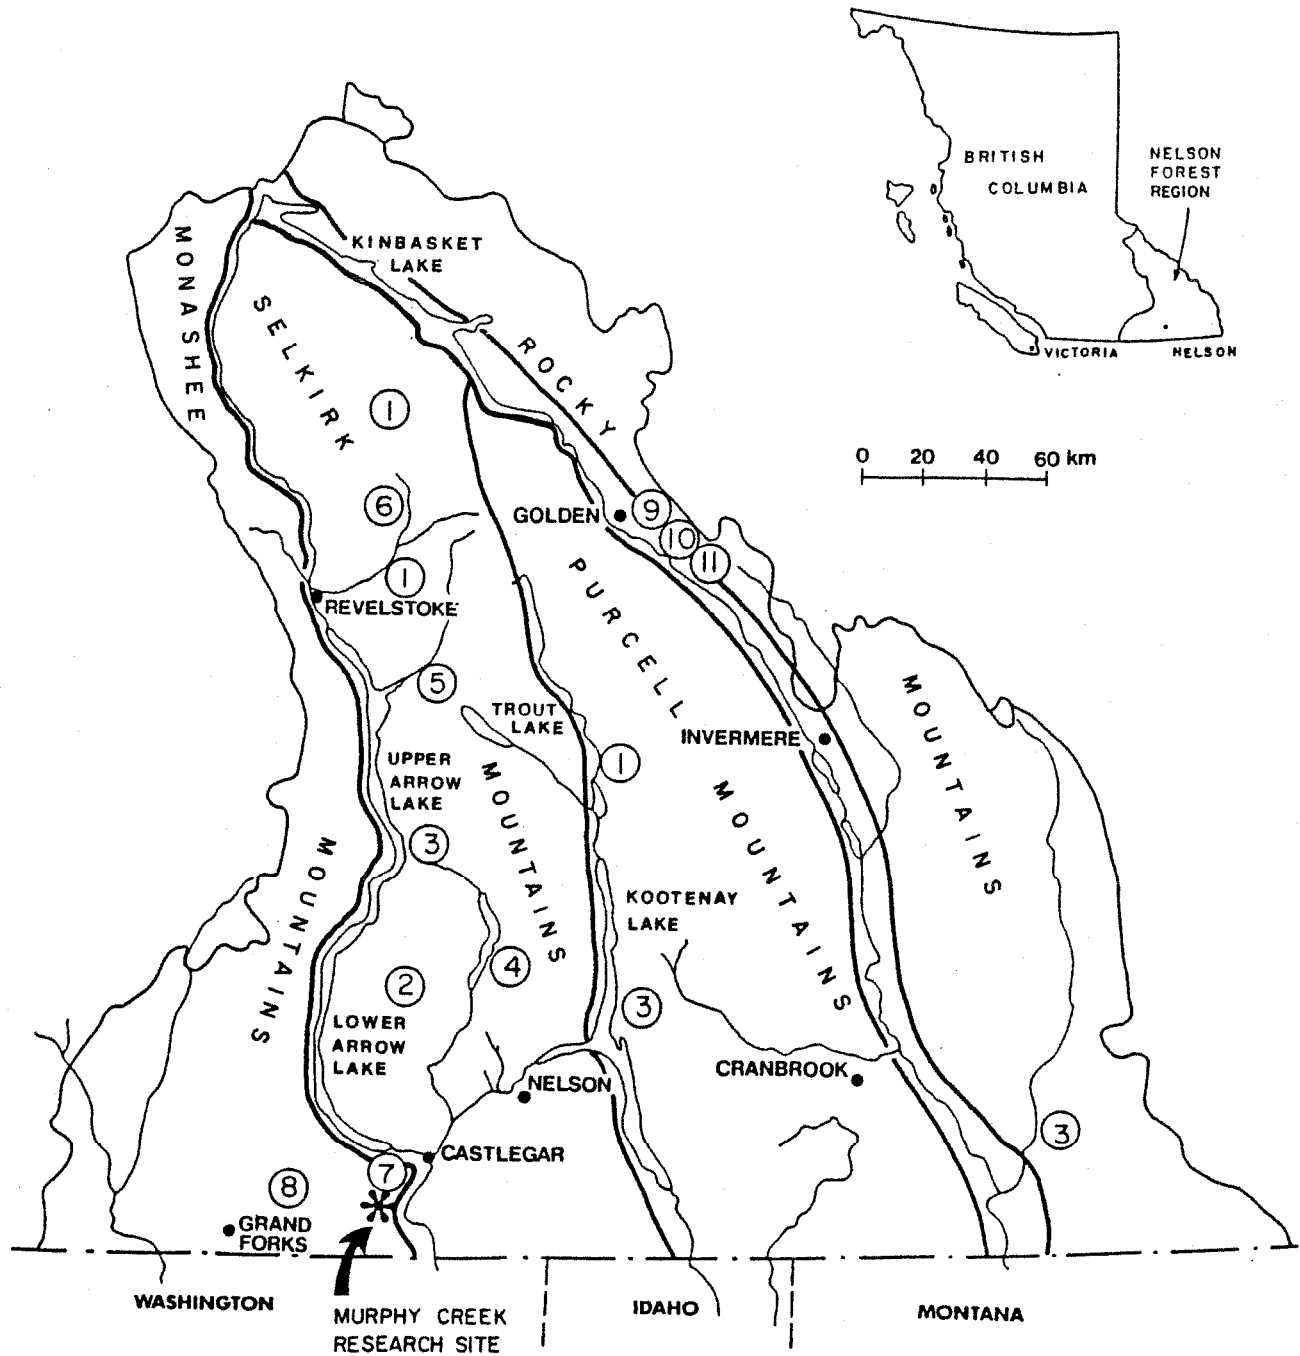 BRITISH
COLUMBIA
NELSON
FOREST
REGION
VICTORIA
NELSON
0 20 40 60 km
KINBASKET
LAKE
MONASHEE
SELKIRK
ROCKY
1
6
GOLDEN
9
10
11
1
REVELSTOKE
PURCELL
5
TROUT
LAKE
MOUNTAINS
INVERMERE
UPPER
ARROW
LAKE
1
MOUNTAINS
MOUNTAINS
3
MOUNTAINS
KOOTENAY
LAKE
4
2
3
LOWER
ARROW
LAKE
NELSON
CRANBROOK
3
CASTLEGAR
7
8
GRAND
FORKS
WASHINGTON
IDAHO
MONTANA
MURPHY CREEK
RESEARCH SITE